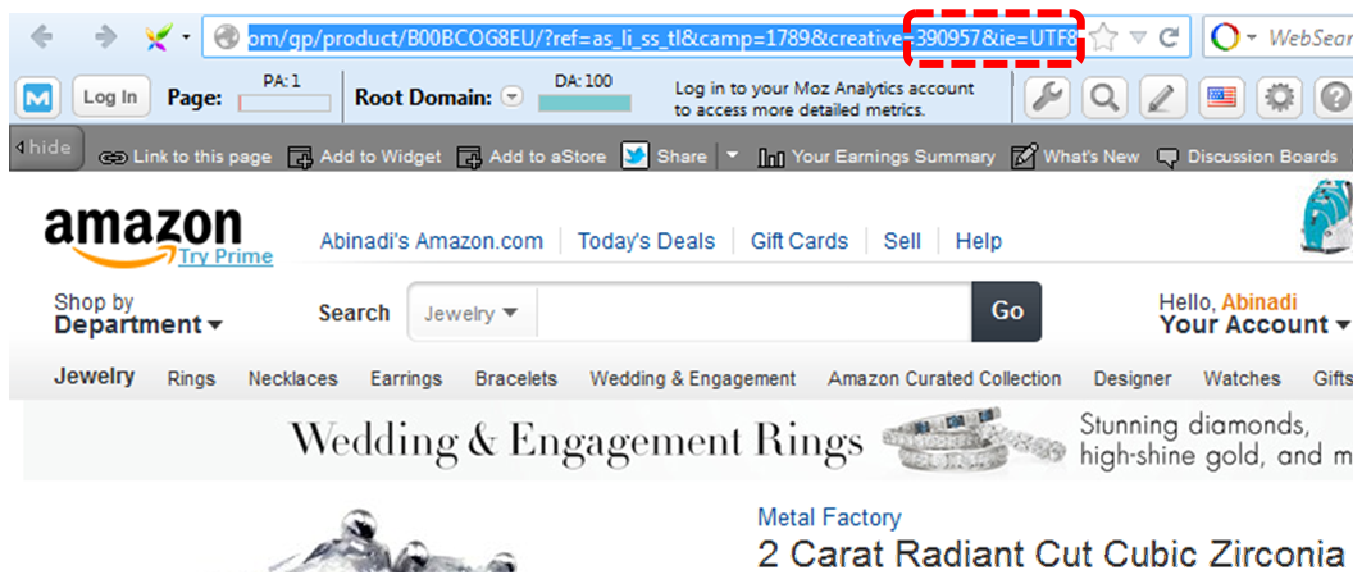 om/gp/product/B00BCOG8EU/?ref=as_li_ss_tl&camp=1789&creative=390957&ie=UTF8
WebSear
PA: 1
DA: 100
Log In
Page:
Root Domain:
Log in to your Moz Analytics account
to access more detailed metrics.
hide
Link to this page
Add to Widget
Add to aStore
Share
Your Earnings Summary
What's New
Discussion Boards
amazon
Try Prime
Abinadi's Amazon.com
Today's Deals
Gift Cards
Sell
Help
Shop by
Department
Search
Jewelry
Go
Hello, Abinadi
Your Account
Jewelry
Rings
Necklaces
Earrings
Bracelets
Wedding & Engagement
Amazon Curated Collection
Designer
Watches
Gifts
Wedding & Engagement Rings
Stunning diamonds,
high-shine gold, and m
Metal Factory
2 Carat Radiant Cut Cubic Zirconia